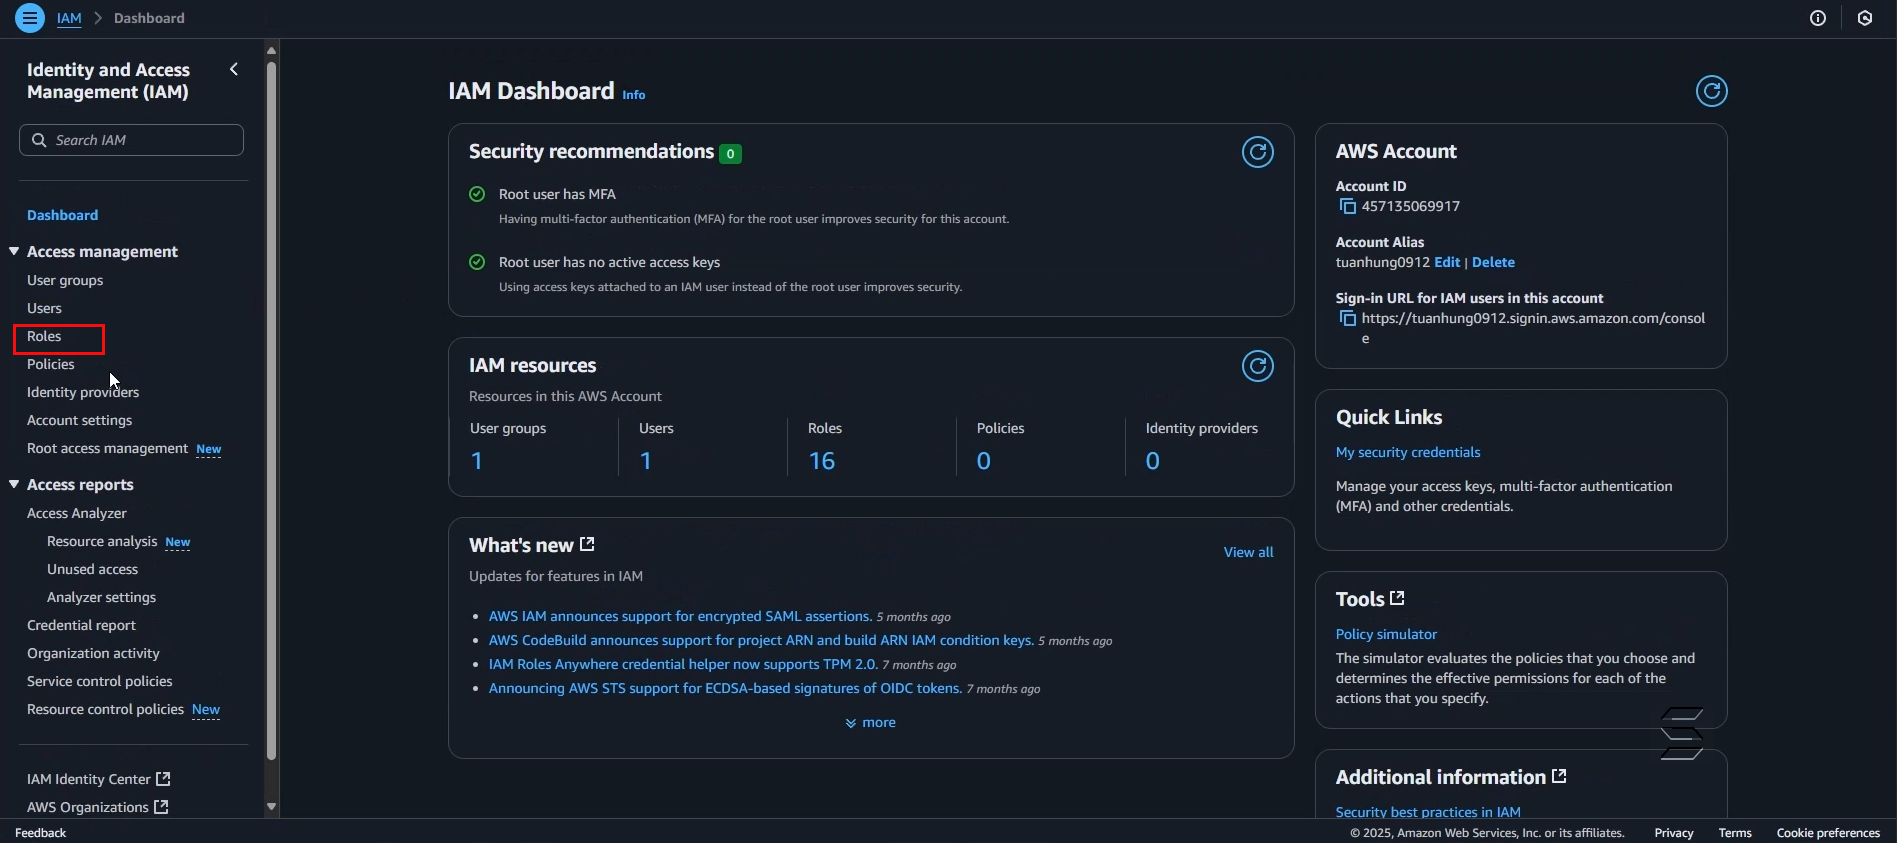 IAM > Dashboard
Identity and Access
Management (IAM)
Search IAM
Dashboard
Access management
User groups
Users
Roles
Policies
Identity providers
Account settings
Root access management New
Access reports
Access Analyzer
Resource analysis New
Unused access
Analyzer settings
Credential report
Organization activity
Service control policies
Resource control policies New
IAM Identity Center
AWS Organizations
IAM Dashboard Info
Security recommendations 0
Root user has MFA
Having multi-factor authentication (MFA) for the root user improves security for this account.
Root user has no active access keys
Using access keys attached to an IAM user instead of the root user improves security.
IAM resources
Resources in this AWS Account
User groups Users Roles Policies Identity providers
1 1 16 0 0
What's new
View all
Updates for features in IAM
AWS IAM announces support for encrypted SAML assertions. 5 months ago
AWS CodeBuild announces support for project ARN and build ARN IAM condition keys. 5 months ago
IAM Roles Anywhere credential helper now supports TPM 2.0. 7 months ago
Announcing AWS STS support for ECDSA-based signatures of OIDC tokens. 7 months ago
more
AWS Account
Account ID
457135069917
Account Alias
tuanhung0912 Edit | Delete
Sign-in URL for IAM users in this account
https://tuanhung0912.signin.aws.amazon.com/consol
e
Quick Links
My security credentials
Manage your access keys, multi-factor authentication
(MFA) and other credentials.
Tools
Policy simulator
The simulator evaluates the policies that you choose and
determines the effective permissions for each of the
actions that you specify.
Additional information
Security best practices in IAM
Feedback
© 2025, Amazon Web Services, Inc. or its affiliates. Privacy Terms Cookie preferences